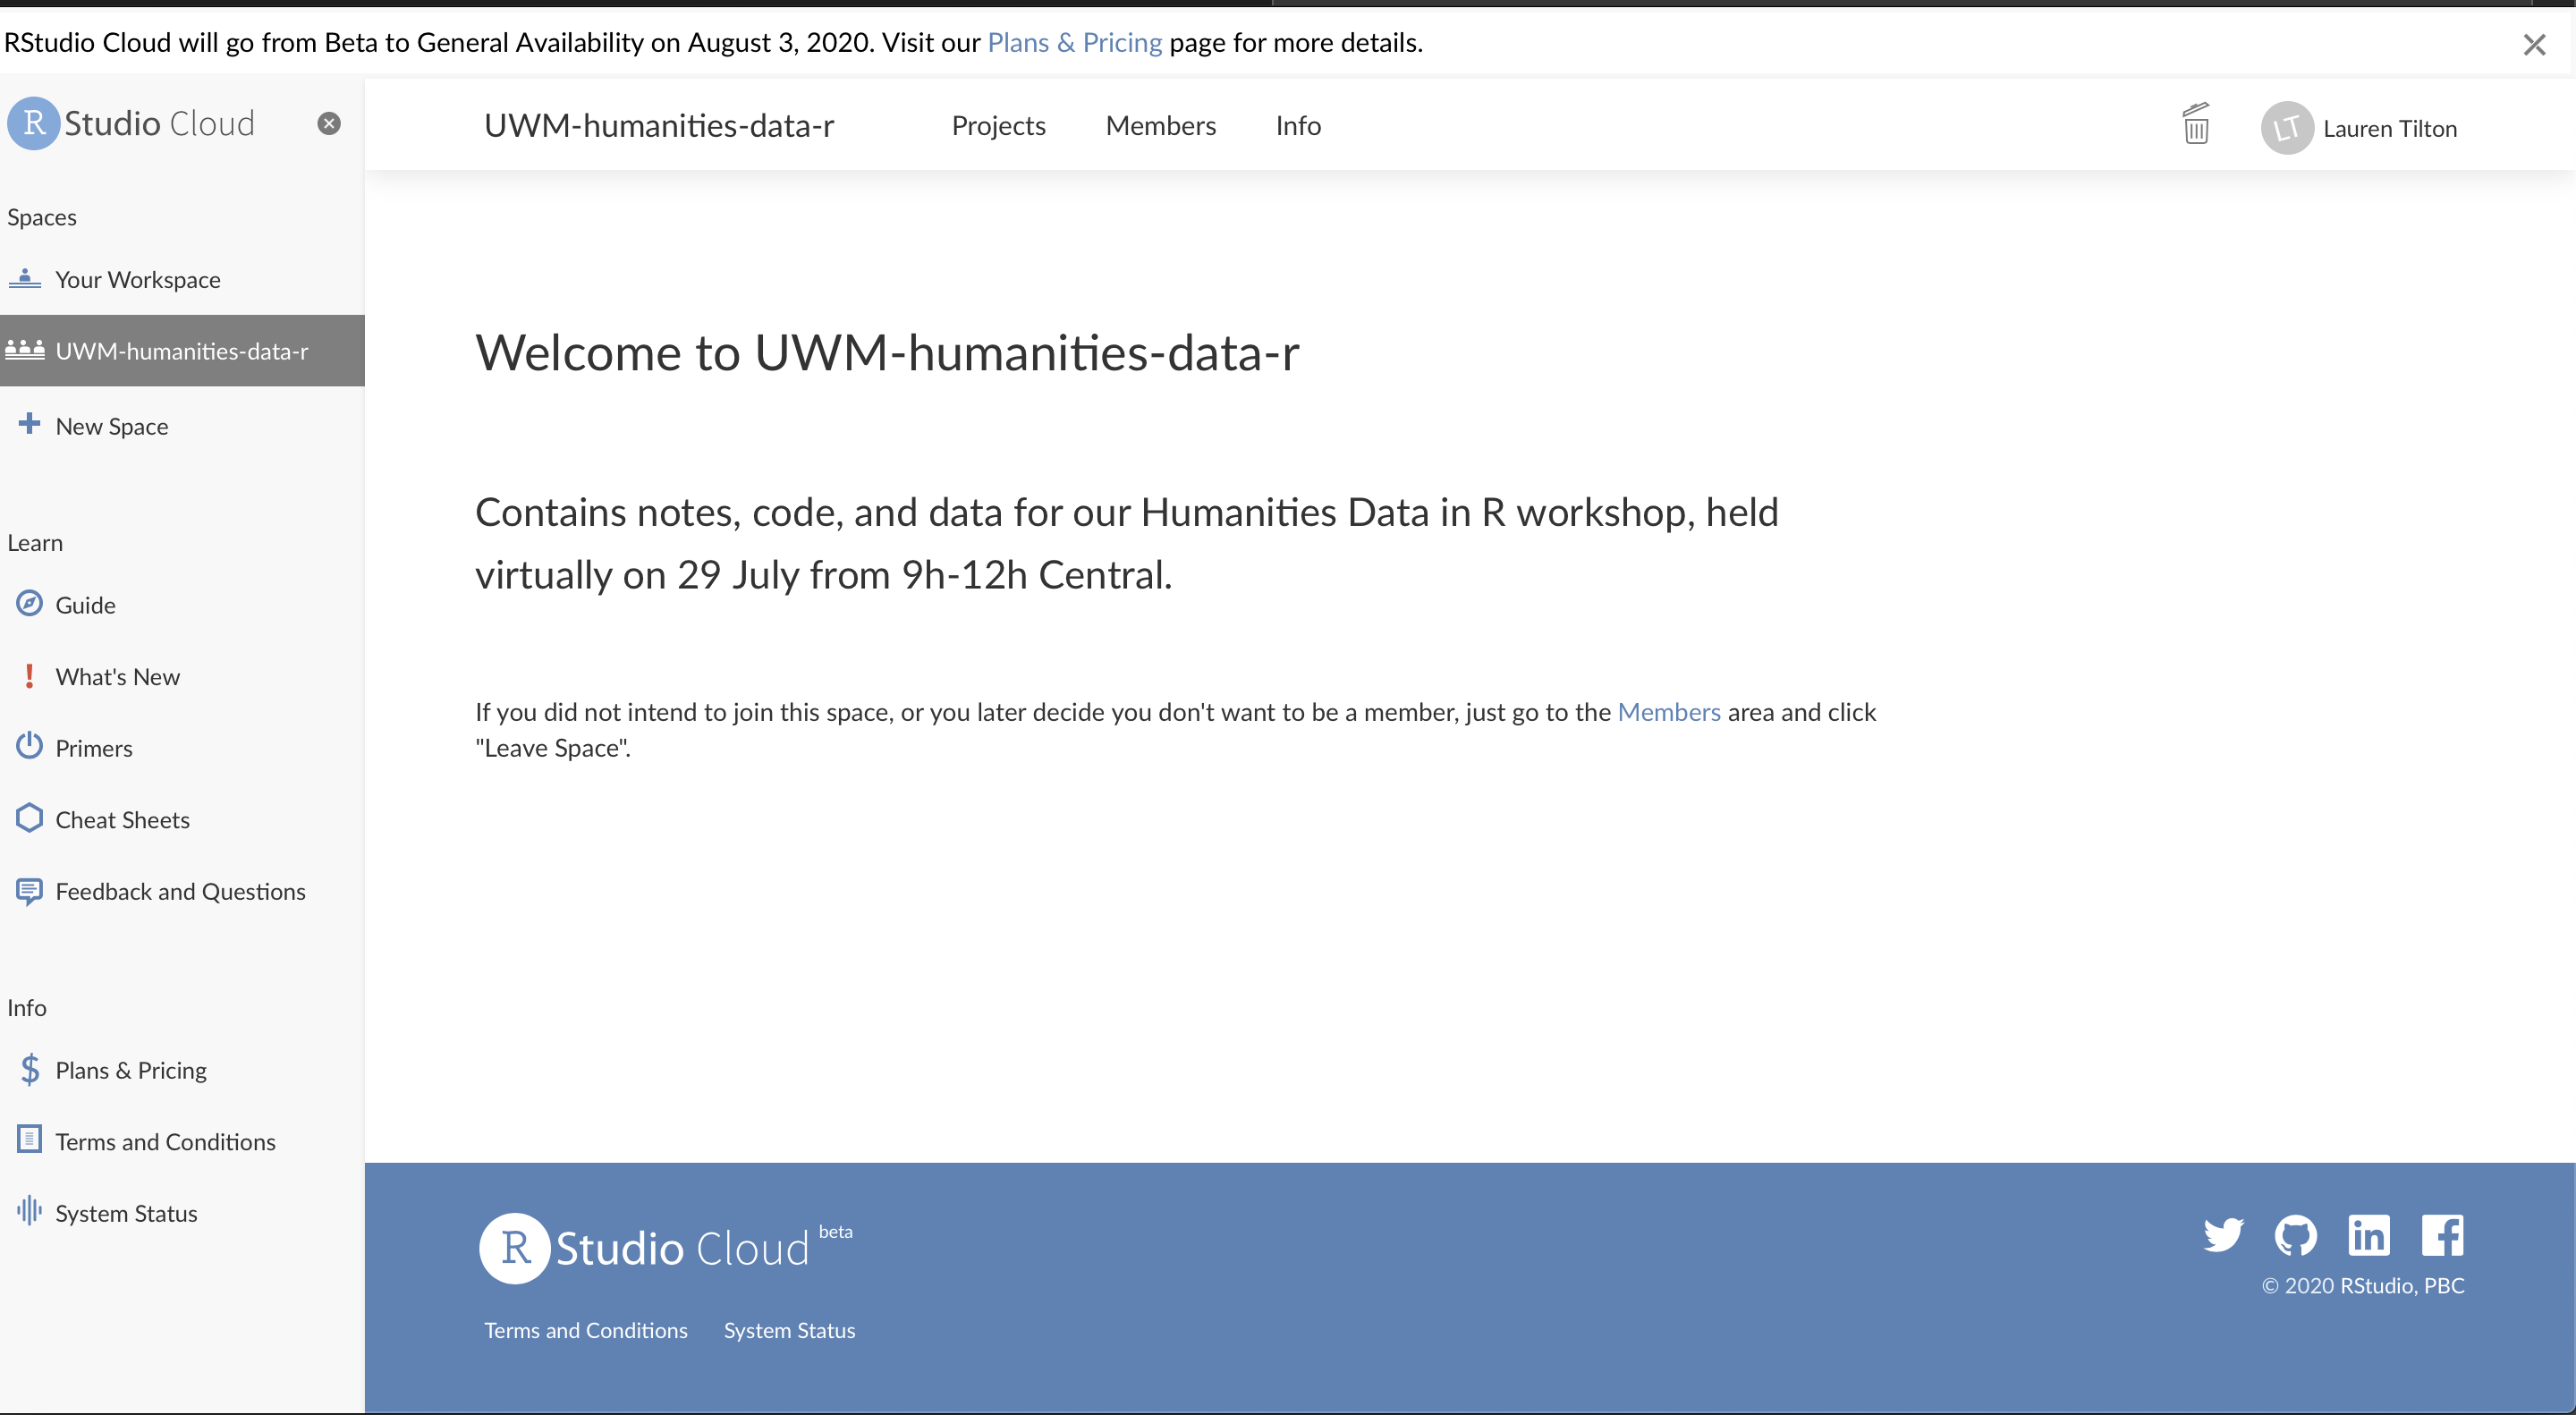 RStudio Cloud will go from Beta to General Availability on August 3, 2020. Visit our Plans & Pricing page for more details.
R Studio Cloud
UWM-humanities-data-r
Projects
Members
Info
LT
Lauren Tilton
Spaces
Your Workspace
UWM-humanities-data-r
New Space
Learn
Guide
What's New
Primers
Cheat Sheets
Feedback and Questions
Info
Plans & Pricing
Terms and Conditions
System Status
Welcome to UWM-humanities-data-r
Contains notes, code, and data for our Humanities Data in R workshop, held
virtually on 29 July from 9h-12h Central.
If you did not intend to join this space, or you later decide you don't want to be a member, just go to the Members area and click
"Leave Space".
R Studio Cloud beta
Terms and Conditions
System Status
in
© 2020 RStudio, PBC